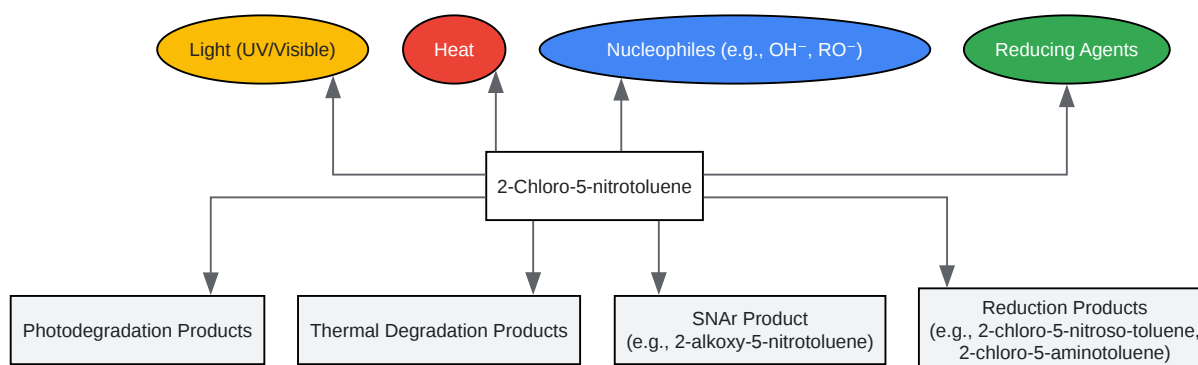 Light (UV/Visible)
Heat
Nucleophiles (e.g., OH⁻, RO⁻)
Reducing Agents
2-Chloro-5-nitrotoluene
Photodegradation Products
Thermal Degradation Products
SNAr Product
(e.g., 2-alkoxy-5-nitrotoluene)
Reduction Products
(e.g., 2-chloro-5-nitroso-toluene,
2-chloro-5-aminotoluene)